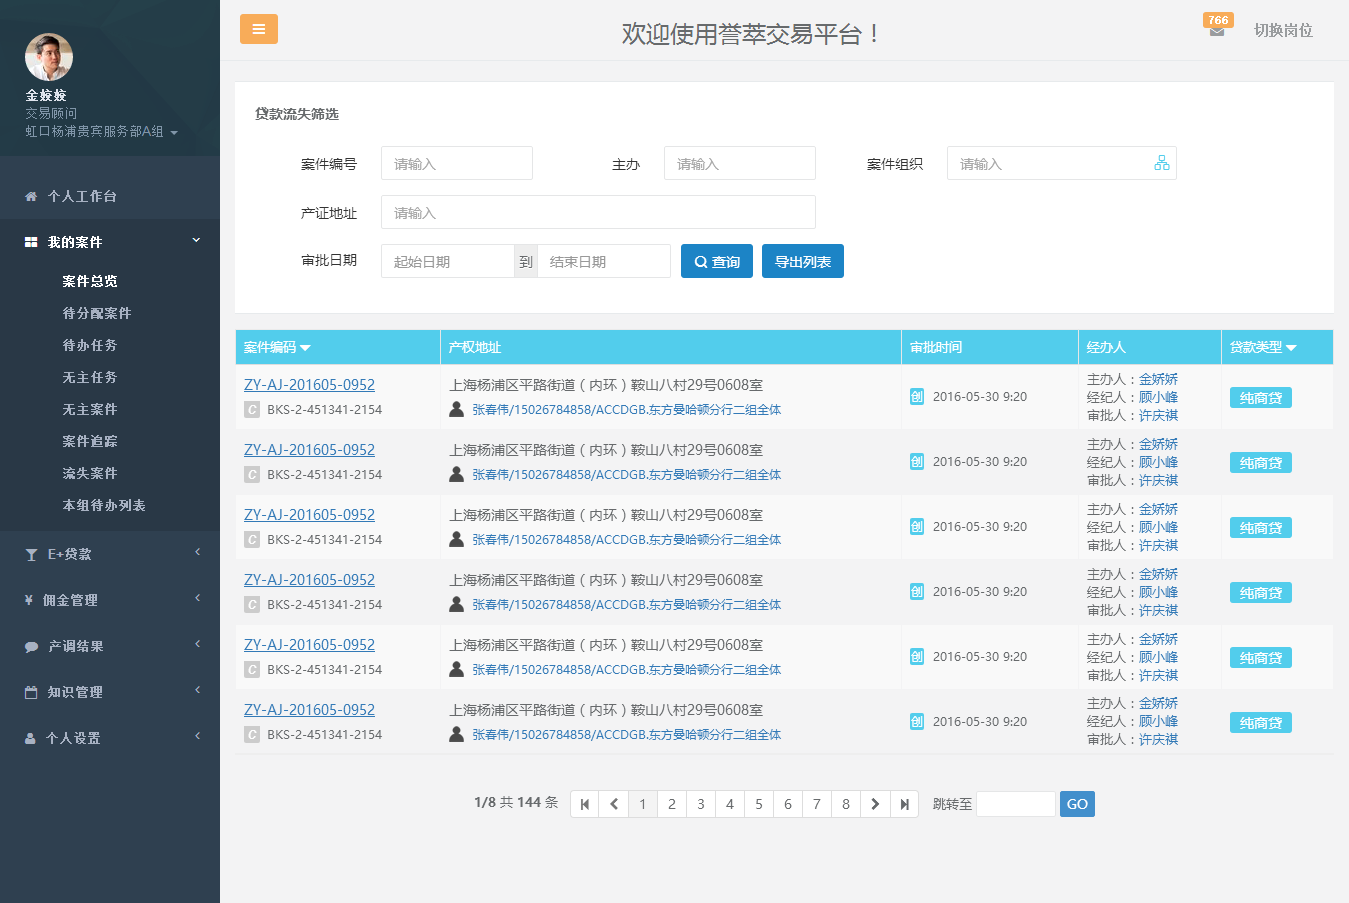 欢迎使用誉萃交易平台！
766
切换岗位
金姣姣
交易顾问
虹口杨浦贵宾服务部A组
个人工作台
我的案件
案件总览
待分配案件
待办任务
无主任务
无主案件
案件追踪
流失案件
本组待办列表
E+贷款
¥ 佣金管理
产调结果
知识管理
个人设置
贷款流失筛选
案件编号 请输入 主办 请输入 案件组织 请输入
产证地址 请输入
审批日期 起始日期 到 结束日期 查询 导出列表
案件编码 产权地址 审批时间 经办人 贷款类型
ZY-AJ-201605-0952
C BKS-2-451341-2154
上海杨浦区平路街道（内环）鞍山八村29号0608室
张春伟/15026784858/ACCDGB.东方曼哈顿分行二组全体
创 2016-05-30 9:20
主办人：金娇娇
经纪人：顾小峰
审批人：许庆祺
纯商贷
ZY-AJ-201605-0952
C BKS-2-451341-2154
上海杨浦区平路街道（内环）鞍山八村29号0608室
张春伟/15026784858/ACCDGB.东方曼哈顿分行二组全体
创 2016-05-30 9:20
主办人：金娇娇
经纪人：顾小峰
审批人：许庆祺
纯商贷
ZY-AJ-201605-0952
C BKS-2-451341-2154
上海杨浦区平路街道（内环）鞍山八村29号0608室
张春伟/15026784858/ACCDGB.东方曼哈顿分行二组全体
创 2016-05-30 9:20
主办人：金娇娇
经纪人：顾小峰
审批人：许庆祺
纯商贷
ZY-AJ-201605-0952
C BKS-2-451341-2154
上海杨浦区平路街道（内环）鞍山八村29号0608室
张春伟/15026784858/ACCDGB.东方曼哈顿分行二组全体
创 2016-05-30 9:20
主办人：金娇娇
经纪人：顾小峰
审批人：许庆祺
纯商贷
ZY-AJ-201605-0952
C BKS-2-451341-2154
上海杨浦区平路街道（内环）鞍山八村29号0608室
张春伟/15026784858/ACCDGB.东方曼哈顿分行二组全体
创 2016-05-30 9:20
主办人：金娇娇
经纪人：顾小峰
审批人：许庆祺
纯商贷
ZY-AJ-201605-0952
C BKS-2-451341-2154
上海杨浦区平路街道（内环）鞍山八村29号0608室
张春伟/15026784858/ACCDGB.东方曼哈顿分行二组全体
创 2016-05-30 9:20
主办人：金娇娇
经纪人：顾小峰
审批人：许庆祺
纯商贷
1/8 共 144 条 1 2 3 4 5 6 7 8 跳转至 GO